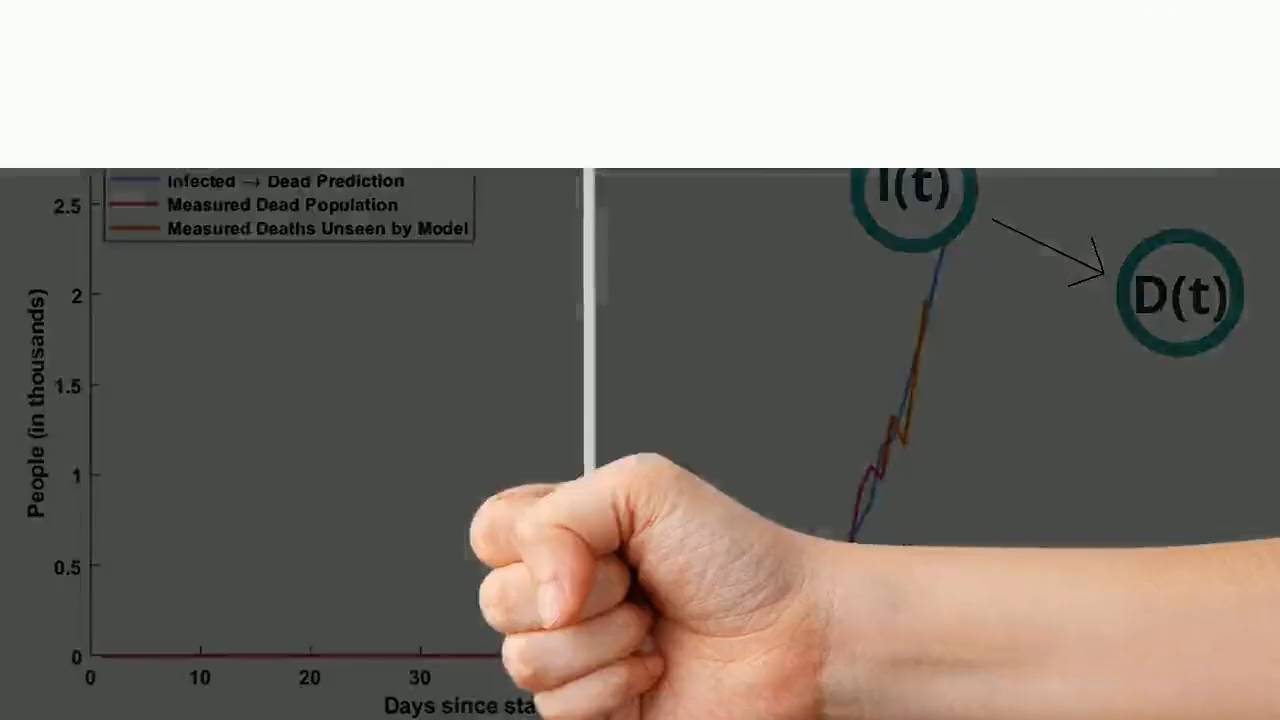 Infected → Dead Prediction
Measured Dead Population
Measured Deaths Unseen by Model
I(t)
D(t)
People (in thousands)
2.5
2
1.5
1
0.5
0
0 10 20 30
Days since